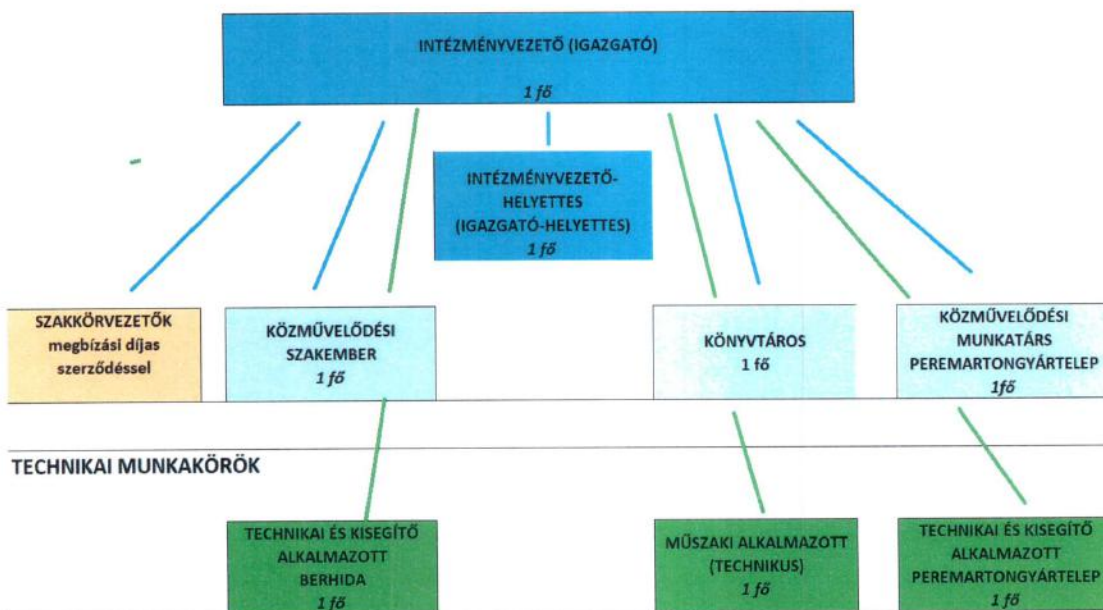 INTÉZMÉNYVEZETŐ (IGAZGATÓ)
1 fő
INTÉZMÉNYVEZETŐ-
HELYETTES
(IGAZGATÓ-HELYETTES)
1 fő
SZAKKÖRVEZETŐK
megbízási díjas
szerződéssel
KÖZMŰVELŐDÉSI
SZAKEMBER
1 fő
KÖNYVTÁROS
1 fő
KÖZMŰVELŐDÉSI
MUNKATÁRS
PEREMARTONGYÁRTELEP
1fő
TECHNIKAI MUNKAKÖRÖK
TECHNIKAI ÉS KISEGÍTŐ
ALKALMAZOTT
BERHIDA
1 fő
MŰSZAKI ALKALMAZOTT
(TECHNIKUS)
1 fő
TECHNIKAI ÉS KISEGÍTŐ
ALKALMAZOTT
PEREMARTONGYÁRTELEP
1 fő